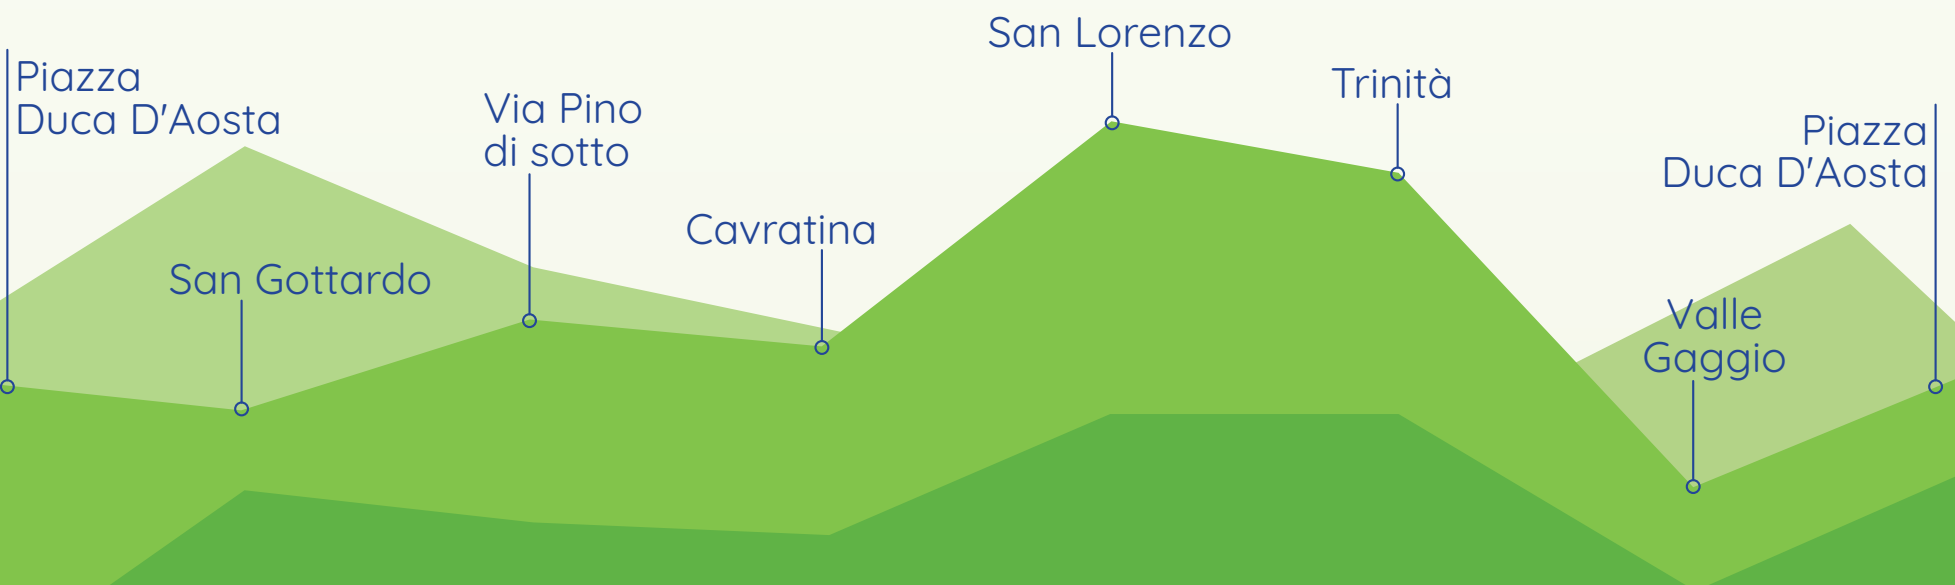 Piazza
Duca D'Aosta
San Gottardo
Via Pino
di sotto
Cavratina
San Lorenzo
Trinità
Valle
Gaggio
Piazza
Duca D'Aosta